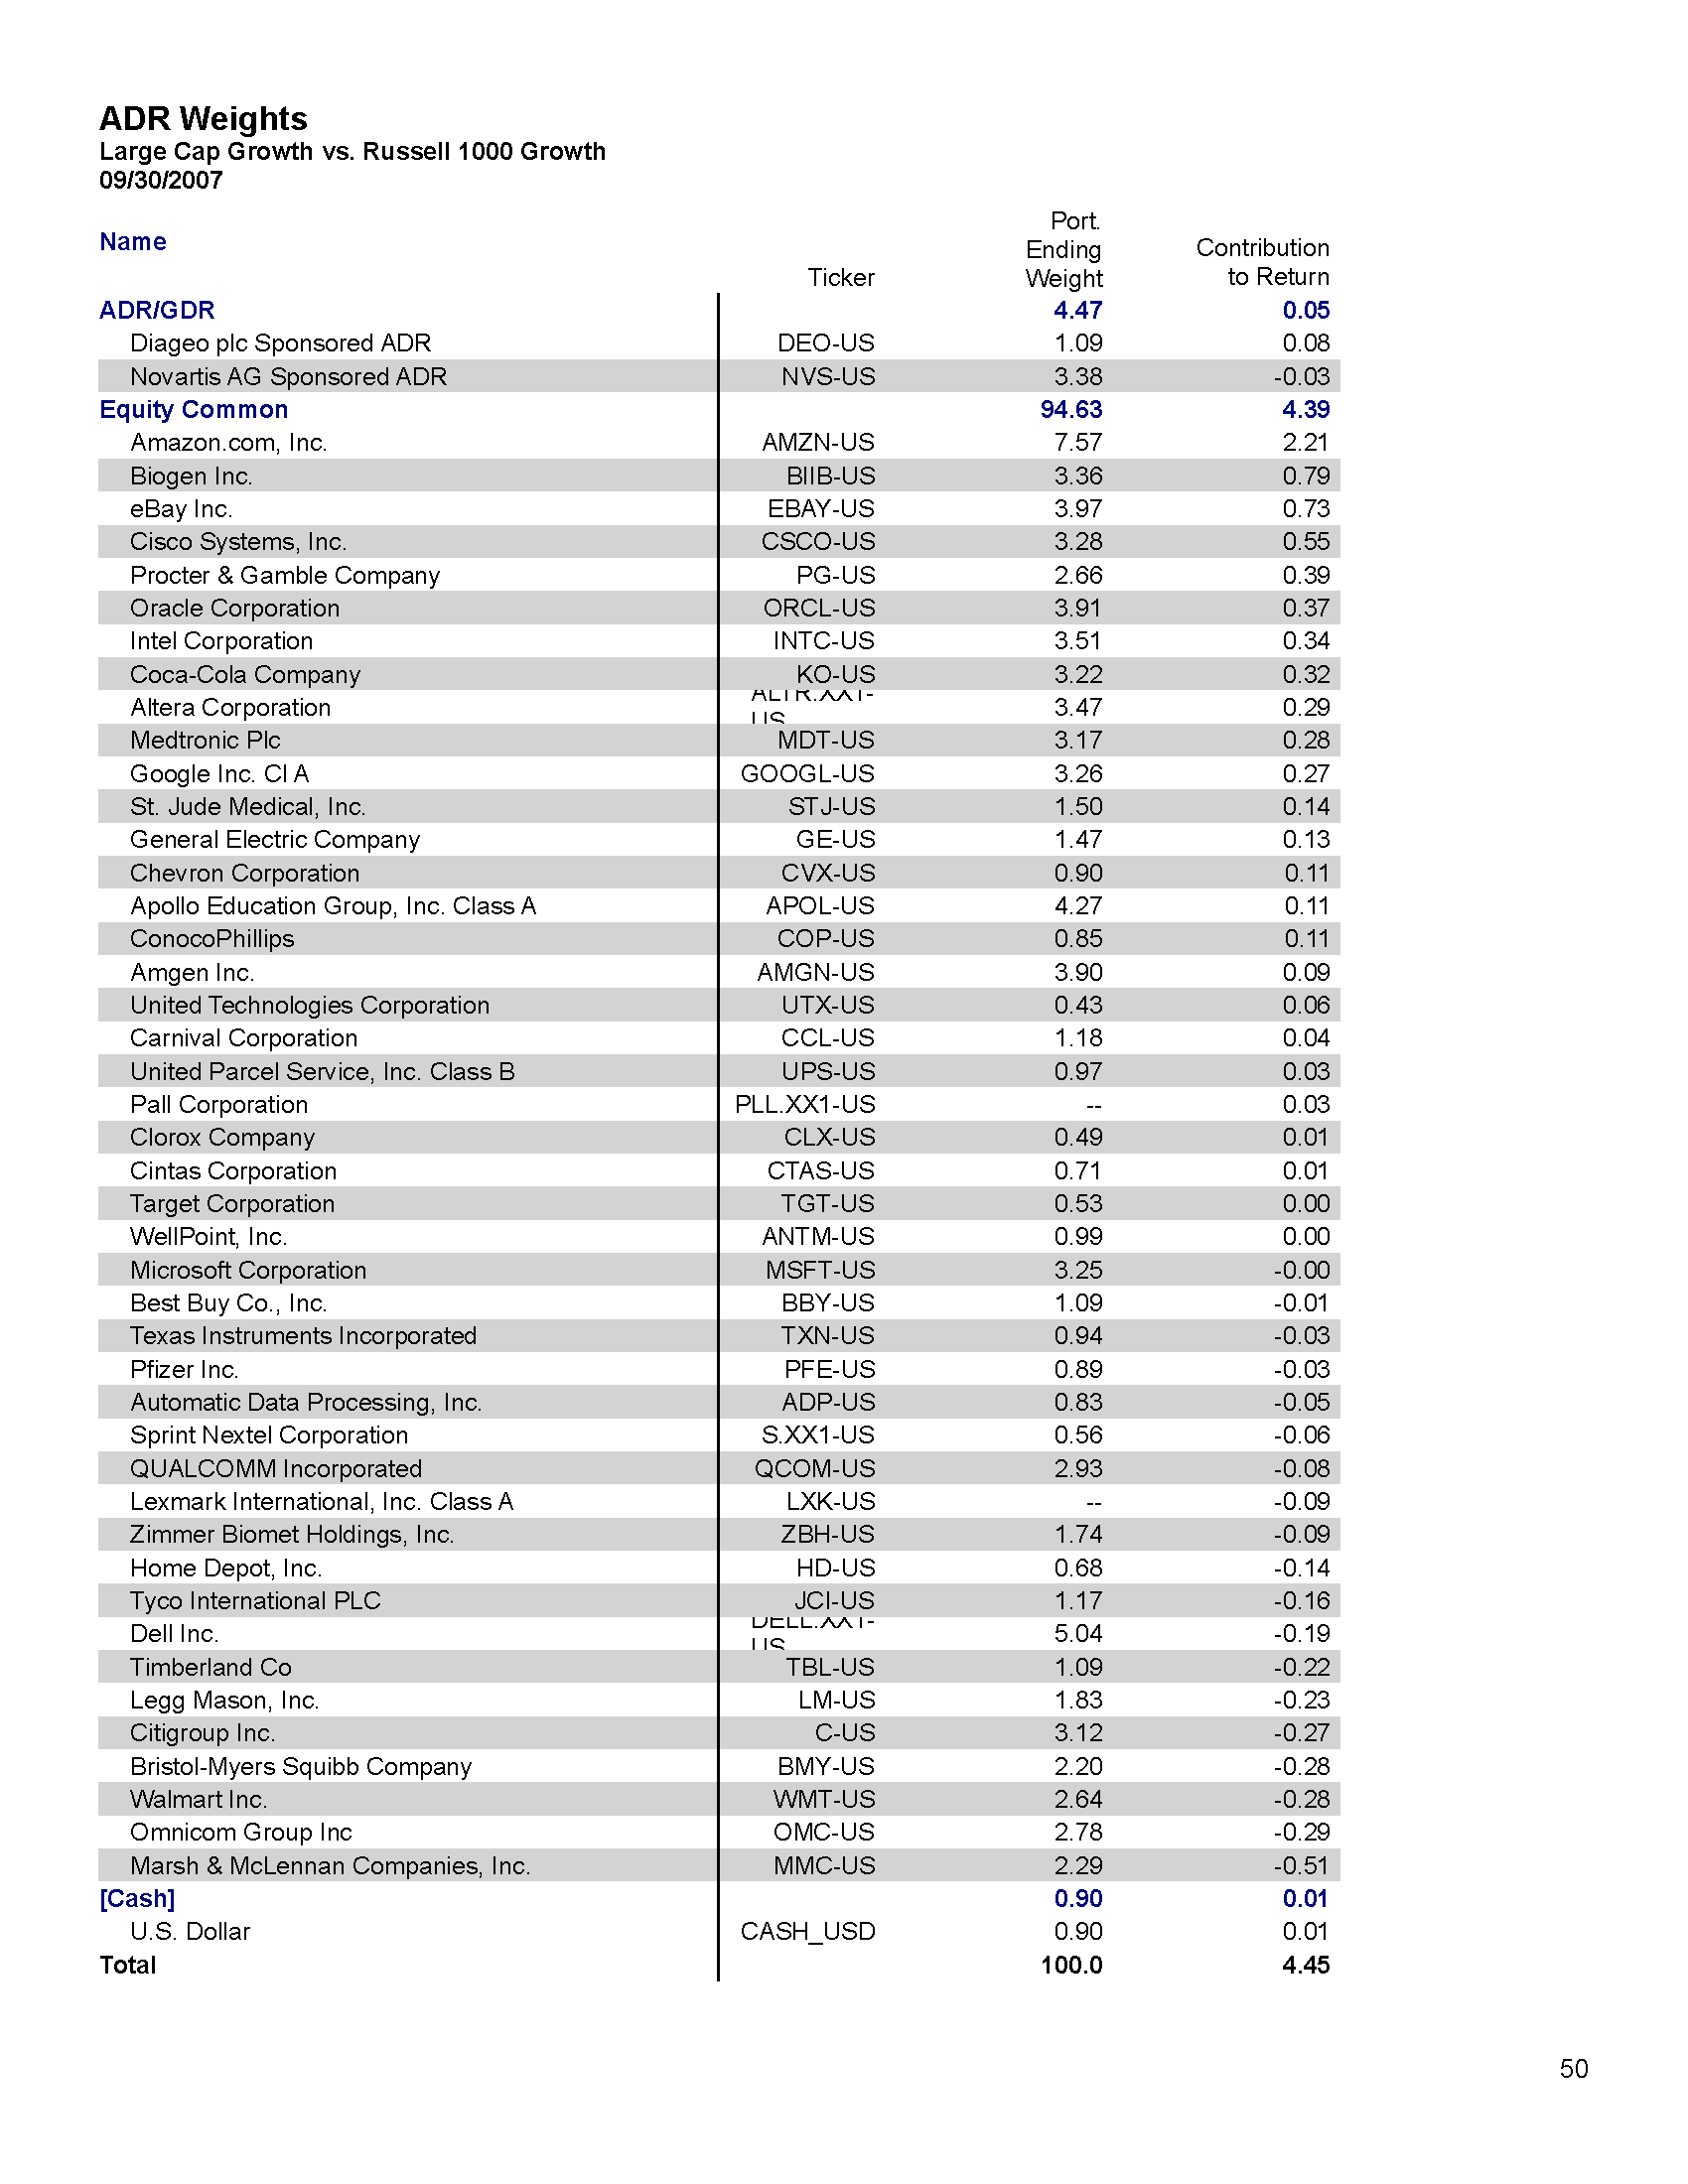 ADR Weights
Large Cap Growth vs. Russell 1000 Growth
09/30/2007
Name Ticker Port. Ending Weight Contribution to Return
ADR/GDR 4.47 0.05
Diageo plc Sponsored ADR DEO-US 1.09 0.08
Novartis AG Sponsored ADR NVS-US 3.38 -0.03
Equity Common 94.63 4.39
Amazon.com, Inc. AMZN-US 7.57 2.21
Biogen Inc. BIIB-US 3.36 0.79
eBay Inc. EBAY-US 3.97 0.73
Cisco Systems, Inc. CSCO-US 3.28 0.55
Procter & Gamble Company PG-US 2.66 0.39
Oracle Corporation ORCL-US 3.91 0.37
Intel Corporation INTC-US 3.51 0.34
Coca-Cola Company KO-US 3.22 0.32
Altera Corporation ALTR.XX1-US 3.47 0.29
Medtronic Plc MDT-US 3.17 0.28
Google Inc. Cl A GOOGL-US 3.26 0.27
St. Jude Medical, Inc. STJ-US 1.50 0.14
General Electric Company GE-US 1.47 0.13
Chevron Corporation CVX-US 0.90 0.11
Apollo Education Group, Inc. Class A APOL-US 4.27 0.11
ConocoPhillips COP-US 0.85 0.11
Amgen Inc. AMGN-US 3.90 0.09
United Technologies Corporation UTX-US 0.43 0.06
Carnival Corporation CCL-US 1.18 0.04
United Parcel Service, Inc. Class B UPS-US 0.97 0.03
Pall Corporation PLL.XX1-US -- 0.03
Clorox Company CLX-US 0.49 0.01
Cintas Corporation CTAS-US 0.71 0.01
Target Corporation TGT-US 0.53 0.00
WellPoint, Inc. ANTM-US 0.99 0.00
Microsoft Corporation MSFT-US 3.25 -0.00
Best Buy Co., Inc. BBY-US 1.09 -0.01
Texas Instruments Incorporated TXN-US 0.94 -0.03
Pfizer Inc. PFE-US 0.89 -0.03
Automatic Data Processing, Inc. ADP-US 0.83 -0.05
Sprint Nextel Corporation S.XX1-US 0.56 -0.06
QUALCOMM Incorporated QCOM-US 2.93 -0.08
Lexmark International, Inc. Class A LXK-US -- -0.09
Zimmer Biomet Holdings, Inc. ZBH-US 1.74 -0.09
Home Depot, Inc. HD-US 0.68 -0.14
Tyco International PLC JCI-US 1.17 -0.16
Dell Inc. DELL.XX1-US 5.04 -0.19
Timberland Co TBL-US 1.09 -0.22
Legg Mason, Inc. LM-US 1.83 -0.23
Citigroup Inc. C-US 3.12 -0.27
Bristol-Myers Squibb Company BMY-US 2.20 -0.28
Walmart Inc. WMT-US 2.64 -0.28
Omnicom Group Inc OMC-US 2.78 -0.29
Marsh & McLennan Companies, Inc. MMC-US 2.29 -0.51
[Cash] 0.90 0.01
U.S. Dollar CASH_USD 0.90 0.01
Total 100.0 4.45
50